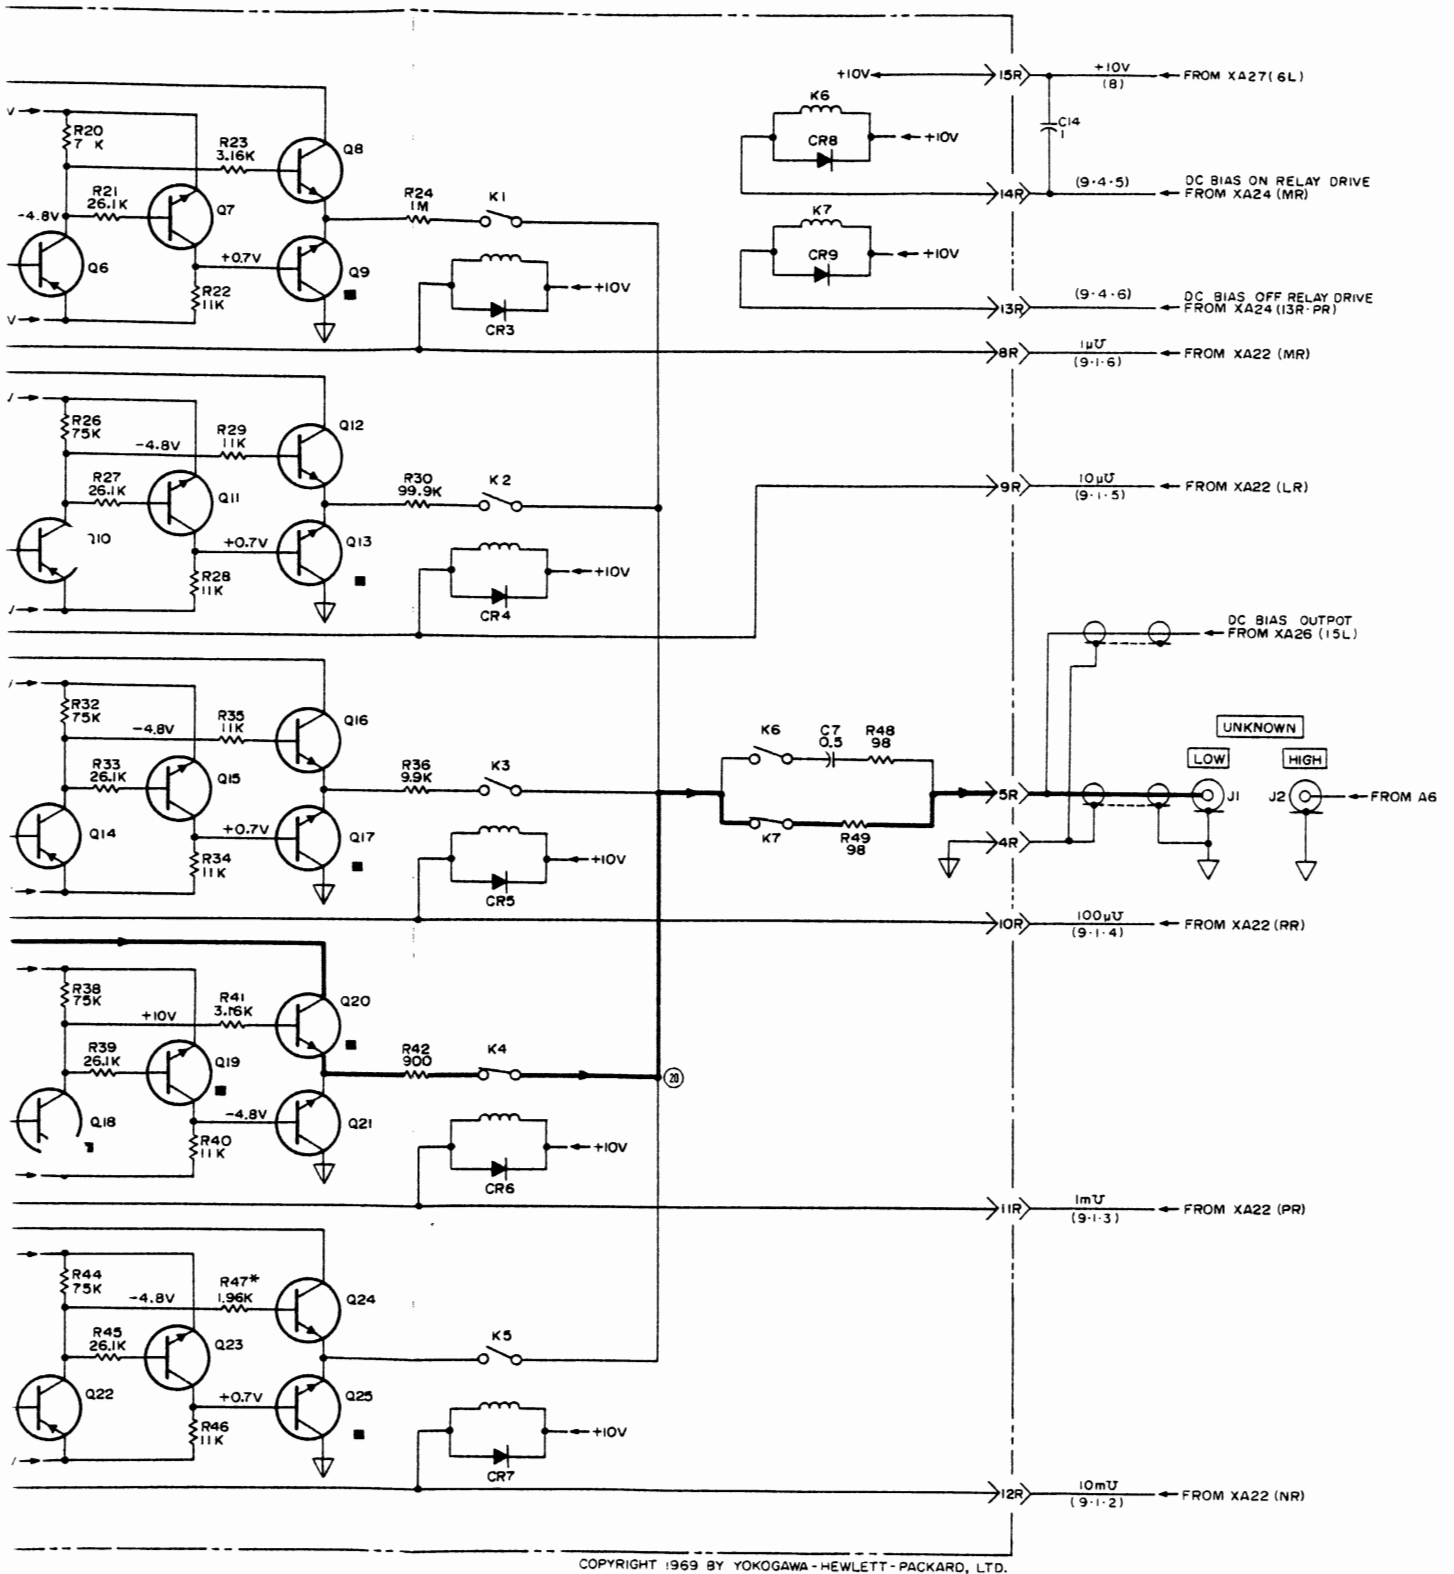 +10V
15R
+10V
(8)
FROM XA27(6L)
K6
CR8
+10V
C14
1
14R
(9·4·5)
DC BIAS ON RELAY DRIVE
FROM XA24 (MR)
K7
CR9
+10V
13R
(9·4·6)
DC BIAS OFF RELAY DRIVE
FROM XA24 (13R·PR)
V
R20
7 K
R23
3.16K
Q8
R21
26.1K
Q7
-4.8V
R24
1M
K1
Q6
+0.7V
Q9
■
R22
11K
V
CR3
+10V
8R
1µ℧
(9·1·6)
FROM XA22 (MR)
R26
75K
-4.8V
R29
11K
Q12
R27
26.1K
Q11
R30
99.9K
K2
9R
10µ℧
(9·1·5)
FROM XA22 (LR)
+0.7V
Q13
■
R28
11K
CR4
+10V
DC BIAS OUTPOT
FROM XA26 (15L)
R32
75K
-4.8V
R35
11K
Q16
R33
26.1K
Q15
R36
9.9K
K3
K6
C7
0.5
R48
98
UNKNOWN
LOW
HIGH
5R
J1
J2
FROM A6
K7
R49
98
4R
Q14
+0.7V
Q17
■
R34
11K
CR5
+10V
10R
100µ℧
(9·1·4)
FROM XA22 (RR)
R38
75K
+10V
R41
3.16K
Q20
■
R39
26.1K
Q19
■
R42
900
K4
20
Q18
-4.8V
Q21
R40
11K
CR6
+10V
11R
1m℧
(9·1·3)
FROM XA22 (PR)
R44
75K
-4.8V
R47*
1.96K
Q24
R45
26.1K
Q23
K5
Q22
+0.7V
Q25
■
R46
11K
CR7
+10V
12R
10m℧
(9·1·2)
FROM XA22 (NR)
COPYRIGHT 1969 BY YOKOGAWA-HEWLETT-PACKARD, LTD.